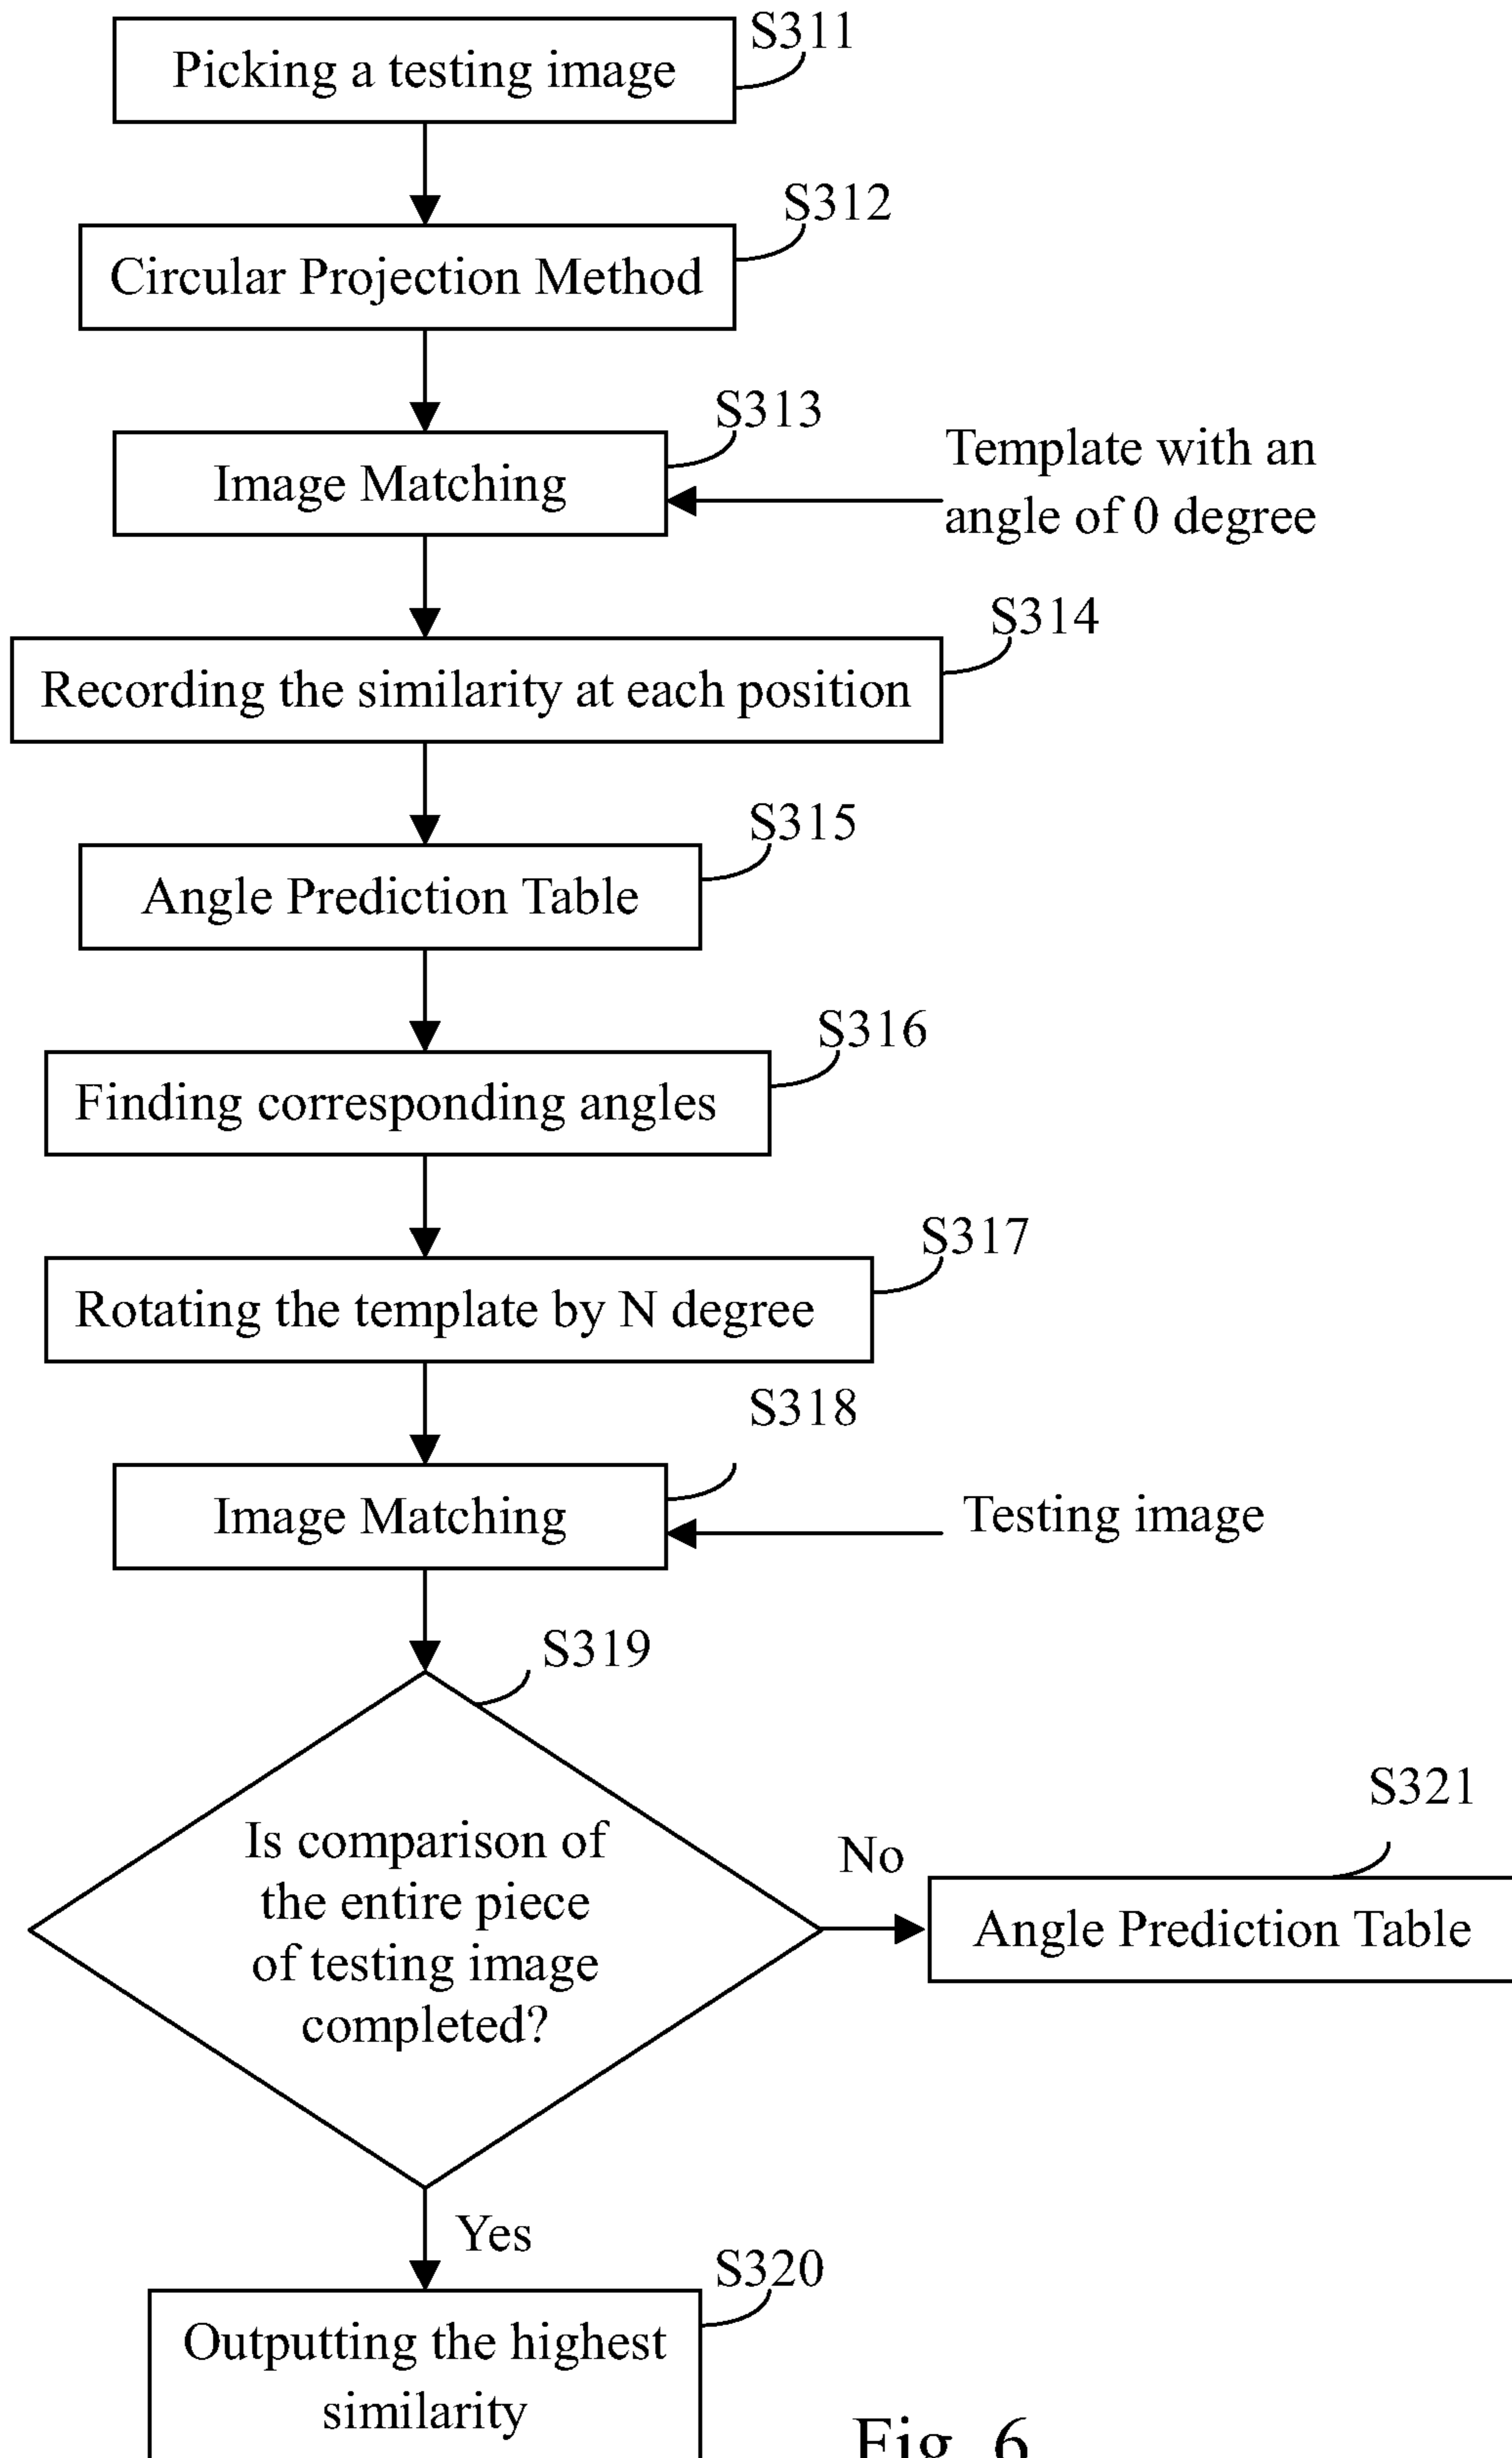 S311
Picking a testing image
S312
Circular Projection Method
S313
Image Matching
Template with an
angle of 0 degree
S314
Recording the similarity at each position
S315
Angle Prediction Table
S316
Finding corresponding angles
S317
Rotating the template by N degree
S318
Image Matching
Testing image
S319
Is comparison of
the entire piece
of testing image
completed?
No
S321
Angle Prediction Table
Yes
S320
Outputting the highest
similarity
Fig. 6